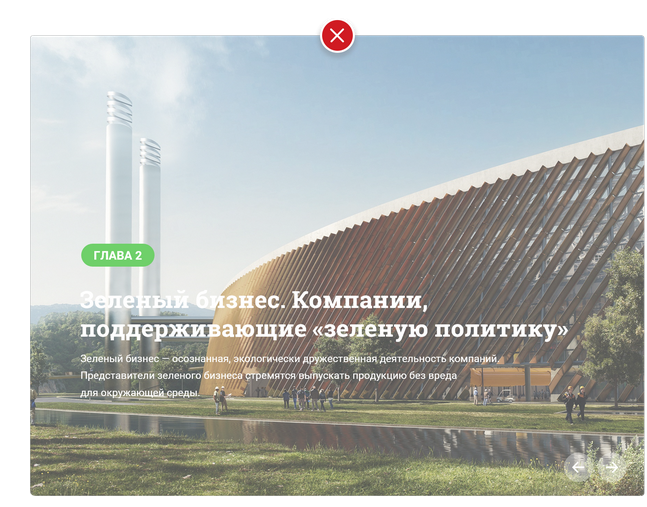 ГЛАВА 2
Зеленый бизнес. Компании,
поддерживающие «зеленую политику»
Зеленый бизнес — осознанная, экологически дружественная деятельность компаний.
Представители зеленого бизнеса стремятся выпускать продукцию без вреда
для окружающей среды.